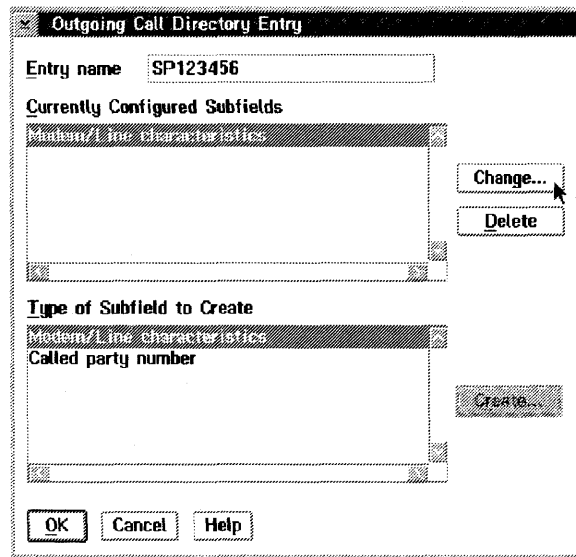 Outgoing Call Directory Entry
Entry name SP123456
Currently Configured Subfields
Modem/Line characteristics
Change...
Delete
Type of Subfield to Create
Modem/Line characteristics
Called party number
Create...
OK Cancel Help